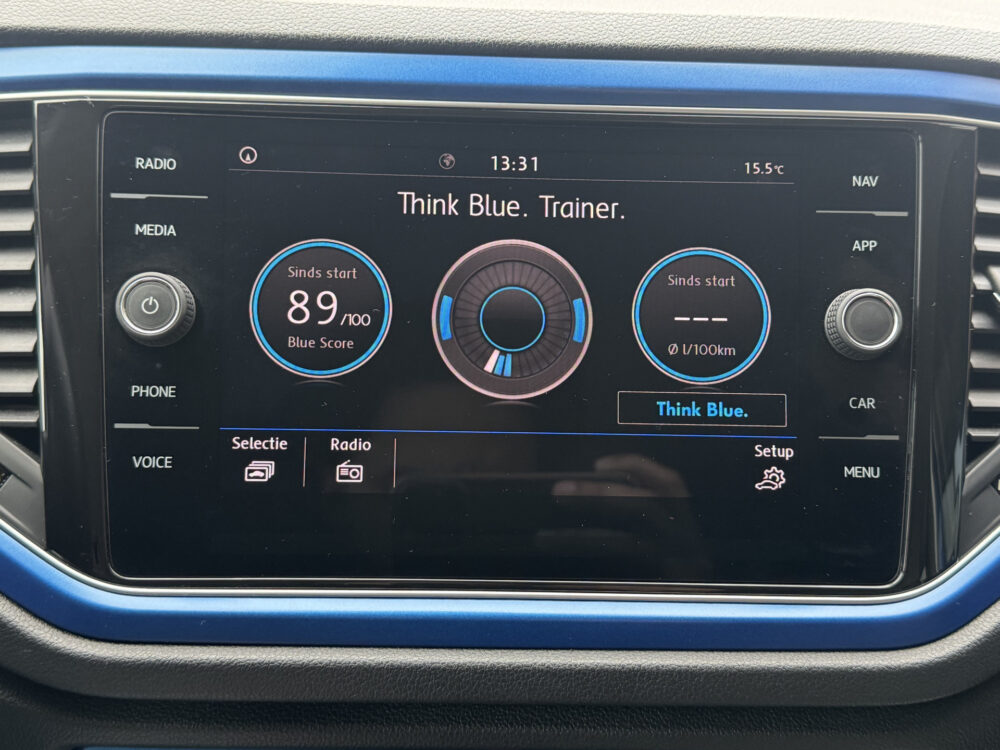 RADIO
MEDIA
PHONE
VOICE
13:31
15.5°C
Think Blue. Trainer.
Sinds start
89/100
Blue Score
Sinds start
---
Ø l/100km
Think Blue.
Selectie
Radio
Setup
NAV
APP
CAR
MENU